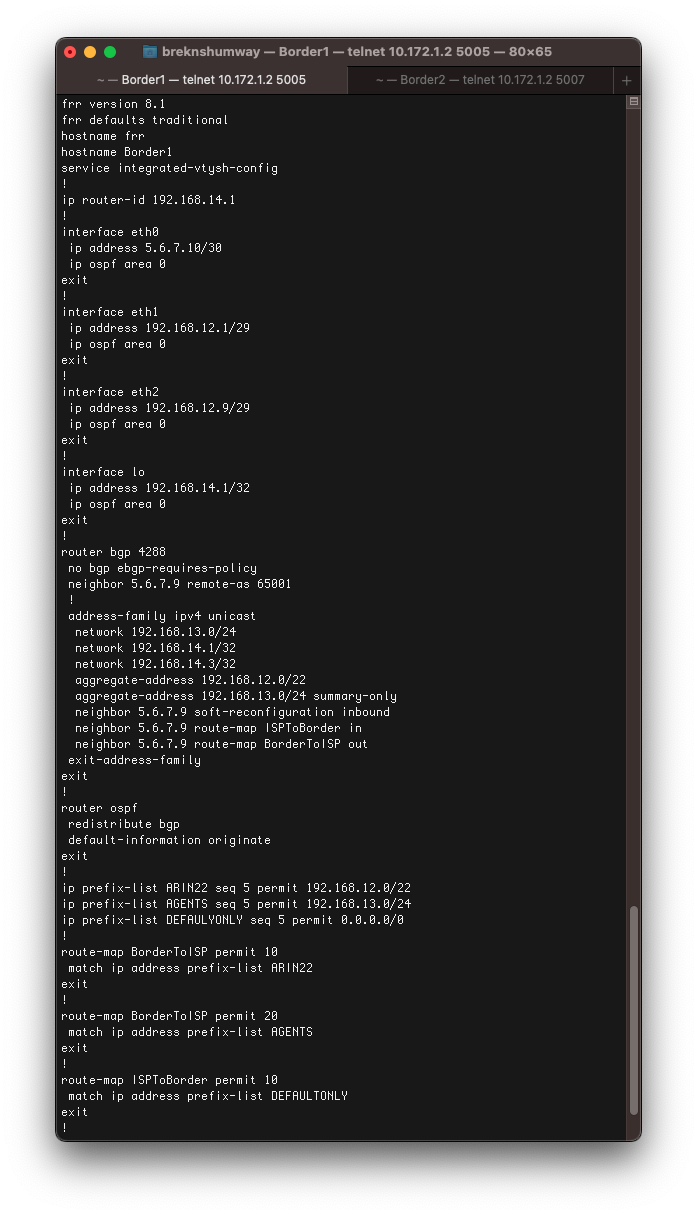 breknshumway — Border1 — telnet 10.172.1.2 5005 — 80×65
~ — Border1 — telnet 10.172.1.2 5005
~ — Border2 — telnet 10.172.1.2 5007
+
frr version 8.1
frr defaults traditional
hostname frr
hostname Border1
service integrated-vtysh-config
!
ip router-id 192.168.14.1
!
interface eth0
 ip address 5.6.7.10/30
 ip ospf area 0
exit
!
interface eth1
 ip address 192.168.12.1/29
 ip ospf area 0
exit
!
interface eth2
 ip address 192.168.12.9/29
 ip ospf area 0
exit
!
interface lo
 ip address 192.168.14.1/32
 ip ospf area 0
exit
!
router bgp 4288
 no bgp ebgp-requires-policy
 neighbor 5.6.7.9 remote-as 65001
 !
 address-family ipv4 unicast
  network 192.168.13.0/24
  network 192.168.14.1/32
  network 192.168.14.3/32
  aggregate-address 192.168.12.0/22
  aggregate-address 192.168.13.0/24 summary-only
  neighbor 5.6.7.9 soft-reconfiguration inbound
  neighbor 5.6.7.9 route-map ISPToBorder in
  neighbor 5.6.7.9 route-map BorderToISP out
 exit-address-family
exit
!
router ospf
 redistribute bgp
 default-information originate
exit
!
ip prefix-list ARIN22 seq 5 permit 192.168.12.0/22
ip prefix-list AGENTS seq 5 permit 192.168.13.0/24
ip prefix-list DEFAULYONLY seq 5 permit 0.0.0.0/0
!
route-map BorderToISP permit 10
 match ip address prefix-list ARIN22
exit
!
route-map BorderToISP permit 20
 match ip address prefix-list AGENTS
exit
!
route-map ISPToBorder permit 10
 match ip address prefix-list DEFAULTONLY
exit
!